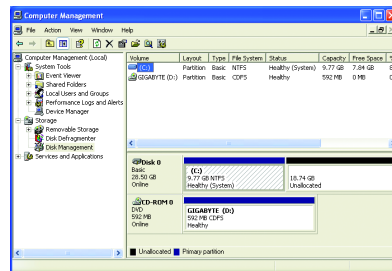 Computer Management
File Action View Window Help
Computer Management (Local)
System Tools
Event Viewer
Shared Folders
Local Users and Groups
Performance Logs and Alerts
Device Manager
Storage
Removable Storage
Disk Defragmenter
Disk Management
Services and Applications
Volume Layout Type File System Status Capacity Free Space
(C:) Partition Basic NTFS Healthy (System) 9.77 GB 7.84 GB
GIGABYTE (D:) Partition Basic CDFS Healthy 592 MB 0 MB
Disk 0
Basic
28.50 GB
Online
(C:)
9.77 GB NTFS
Healthy (System)
18.74 GB
Unallocated
CD-ROM 0
DVD
592 MB
Online
GIGABYTE (D:)
592 MB CDFS
Healthy
Unallocated Primary partition